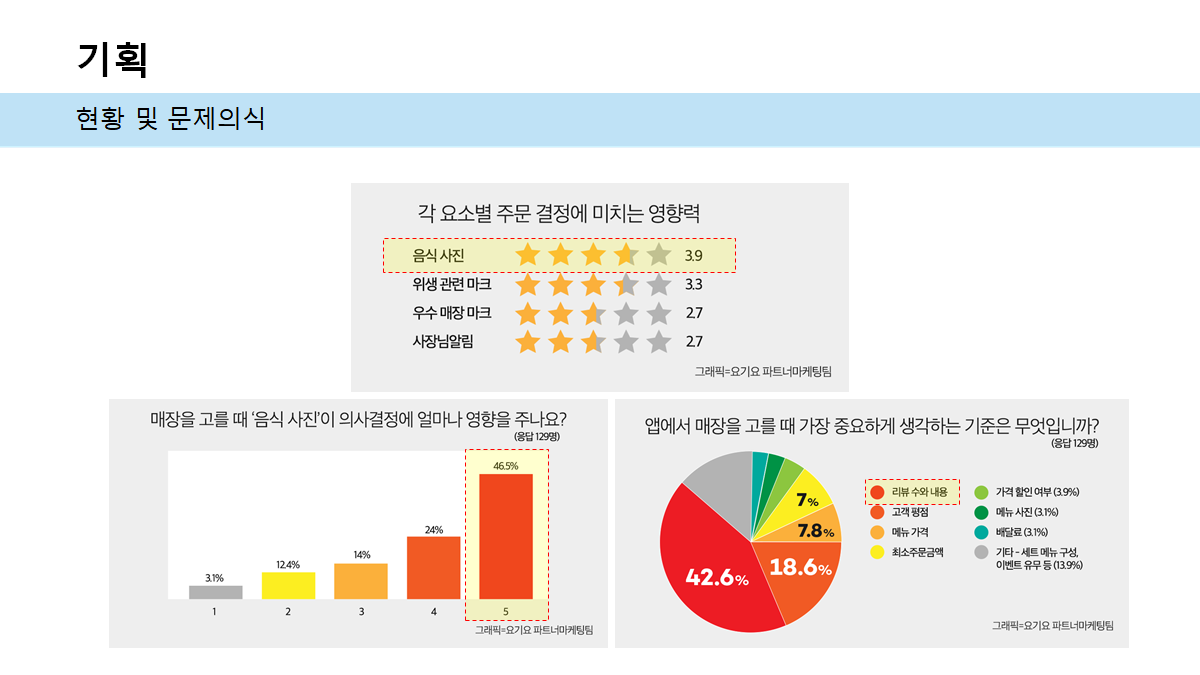 기획
현황 및 문제의식
각 요소별 주문 결정에 미치는 영향력
음식 사진 3.9
위생 관련 마크 3.3
우수 매장 마크 2.7
사장님알림 2.7
그래픽=요기요 파트너마케팅팀
매장을 고를 때 '음식 사진'이 의사결정에 얼마나 영향을 주나요?
(응답 129명)
3.1%
12.4%
14%
24%
46.5%
1 2 3 4 5
그래픽=요기요 파트너마케팅팀
앱에서 매장을 고를 때 가장 중요하게 생각하는 기준은 무엇입니까?
(응답 129명)
7%
7.8%
18.6%
42.6%
리뷰 수와 내용
고객 평점
메뉴 가격
최소주문금액
가격 할인 여부 (3.9%)
메뉴 사진 (3.1%)
배달료 (3.1%)
기타 - 세트 메뉴 구성,
이벤트 유무 등 (13.9%)
그래픽=요기요 파트너마케팅팀